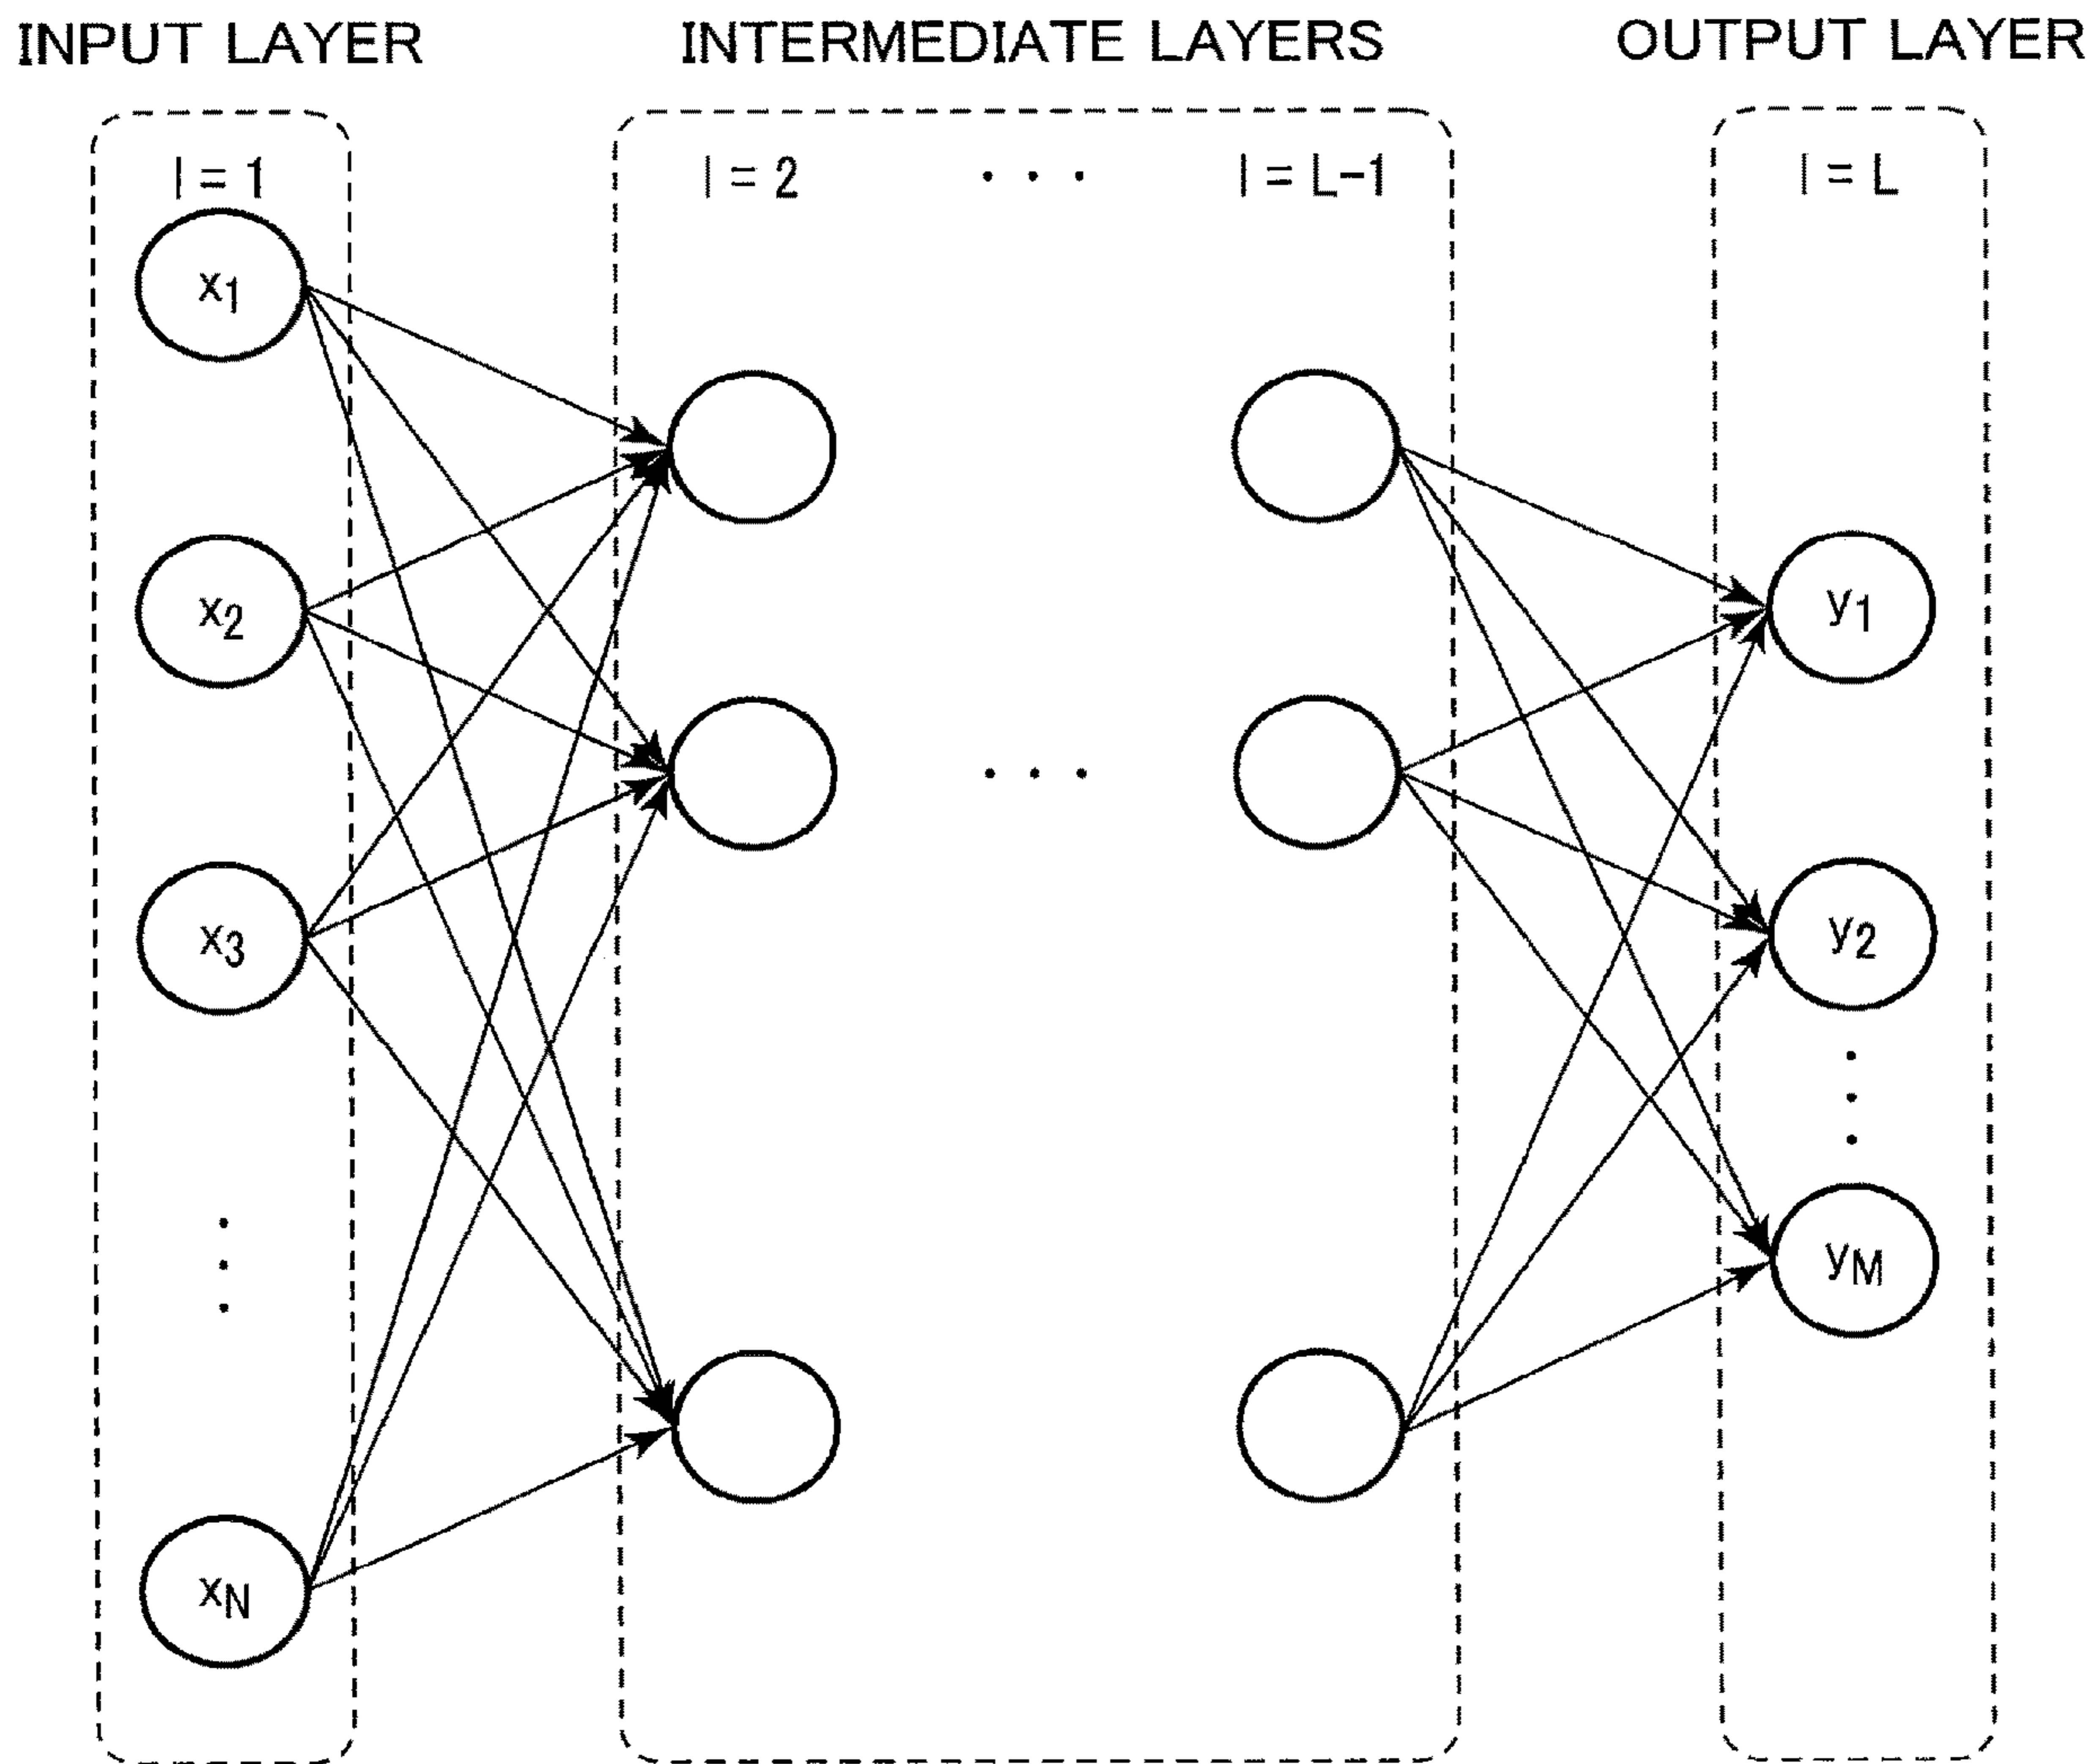 INPUT LAYER
INTERMEDIATE LAYERS
OUTPUT LAYER
l = 1
l = 2
. . .
l = L-1
l = L
x1
x2
x3
xN
. . .
y1
y2
yM